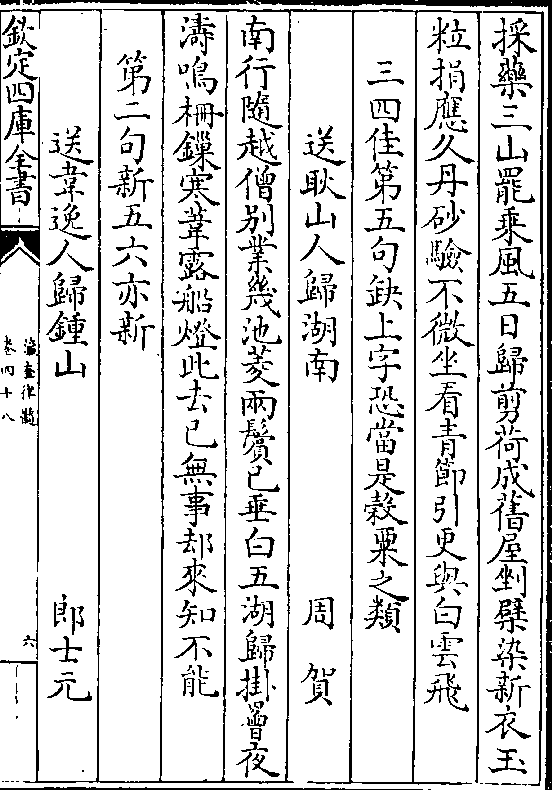 採藥三山罷乘風五日歸剪荷成舊屋剉檗染新衣玉
粒捐應久丹砂驗不微坐看青節引更與白雲飛
三四佳第五句缺上字恐當是榖粟之類
送耿山人歸湖南 周賀
南行隨越僧別業幾池菱兩鬢已垂白五湖歸掛罾夜
濤鳴柵鏁寒葦露船燈此去已無事却來知不能
第二句新五六亦新
送韋逸人歸鍾山 郎士元
欽定四庫全書
瀛奎律髓
卷四十八
六